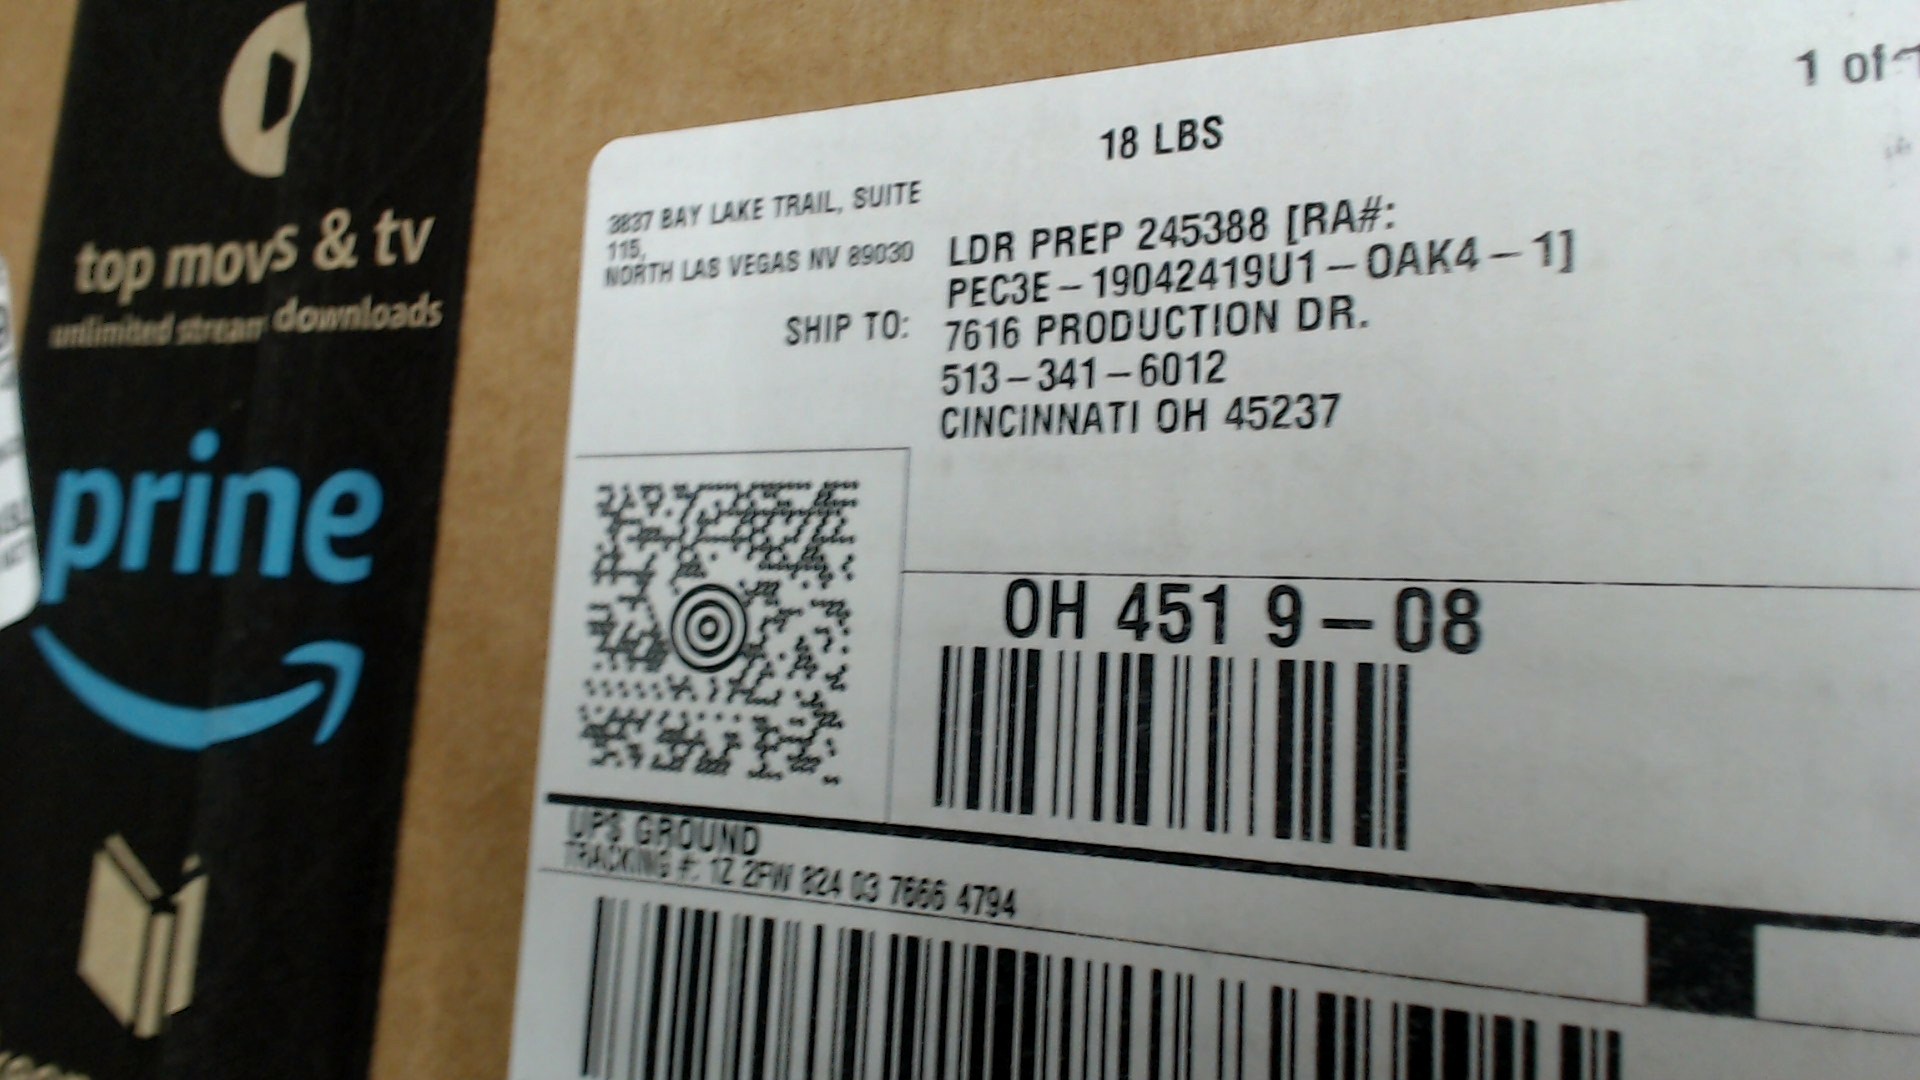 top movs & tv
unlimited stream downloads
prine
1 of
18 LBS
3837 BAY LAKE TRAIL, SUITE
115,
NORTH LAS VEGAS NV 89030
SHIP TO:
LDR PREP 245388 [RA#:
PEC3E-19042419U1-OAK4-1]
7616 PRODUCTION DR.
513-341-6012
CINCINNATI OH 45237
OH 451 9-08
UPS GROUND
TRACKING #: 1Z 2FW 824 03 7666 4794